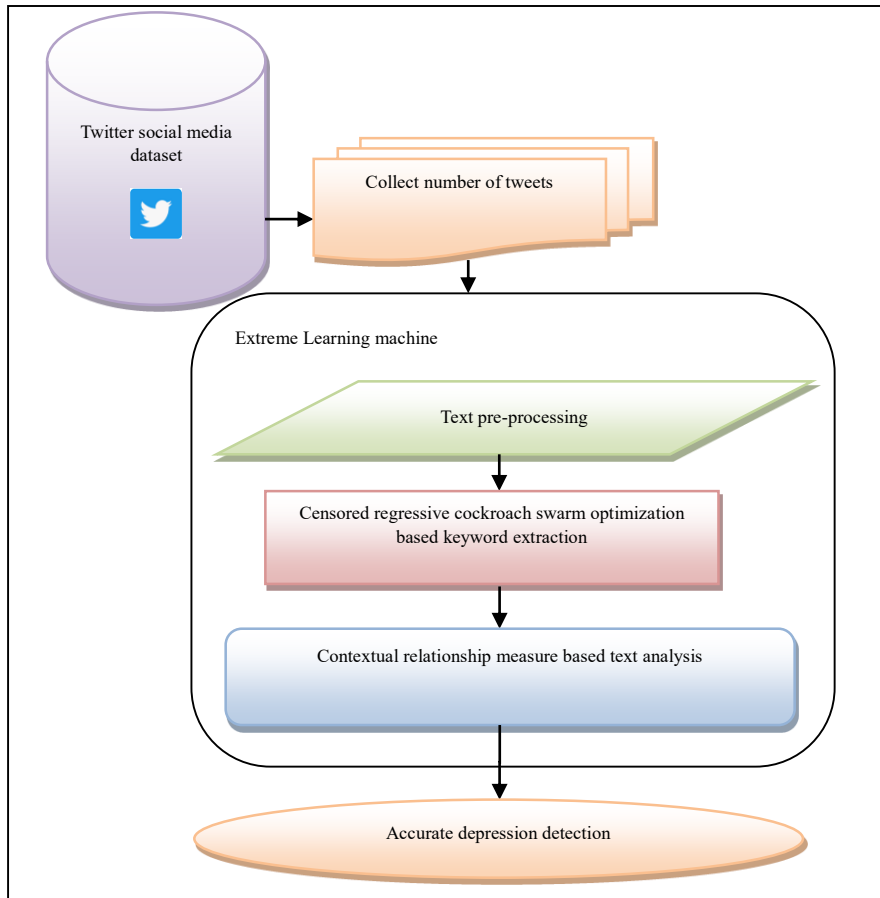 Twitter social media
dataset
Collect number of tweets
Extreme Learning machine
Text pre-processing
Censored regressive cockroach swarm optimization
based keyword extraction
Contextual relationship measure based text analysis
Accurate depression detection